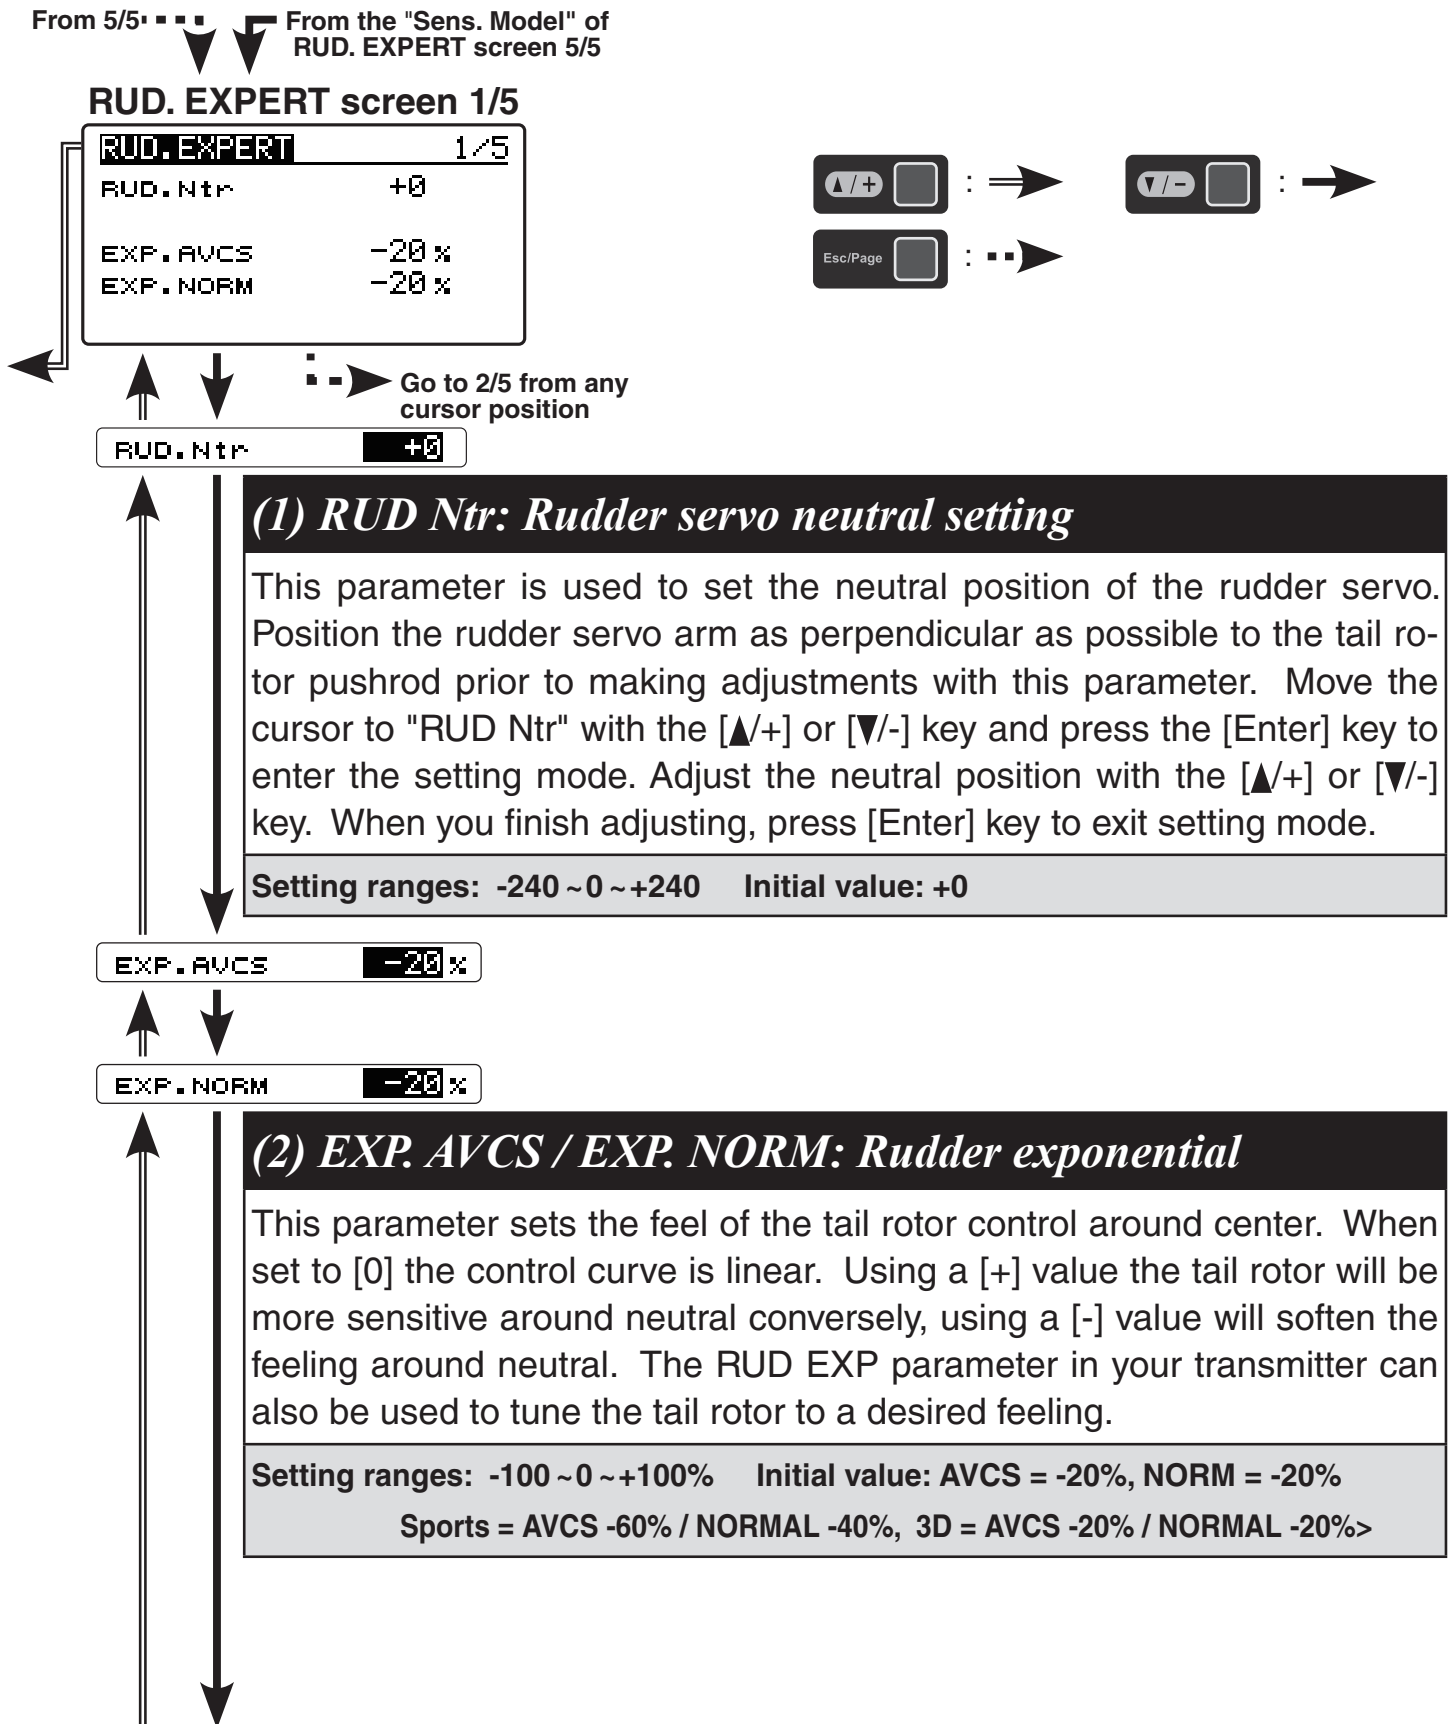 From 5/5
From the "Sens. Model" of
RUD. EXPERT screen 5/5
RUD. EXPERT screen 1/5
RUD.EXPERT 1/5
RUD.Ntr +0
EXP.AVCS -20%
EXP.NORM -20%
▲/+ :
▼/- :
Esc/Page :
Go to 2/5 from any
cursor position
RUD.Ntr +0
(1) RUD Ntr: Rudder servo neutral setting
This parameter is used to set the neutral position of the rudder servo.
Position the rudder servo arm as perpendicular as possible to the tail ro-
tor pushrod prior to making adjustments with this parameter. Move the
cursor to "RUD Ntr" with the [▲/+] or [▼/-] key and press the [Enter] key to
enter the setting mode. Adjust the neutral position with the [▲/+] or [▼/-]
key. When you finish adjusting, press [Enter] key to exit setting mode.
Setting ranges: -240 ~ 0 ~ +240 Initial value: +0
EXP.AVCS -20%
EXP.NORM -20%
(2) EXP. AVCS / EXP. NORM: Rudder exponential
This parameter sets the feel of the tail rotor control around center. When
set to [0] the control curve is linear. Using a [+] value the tail rotor will be
more sensitive around neutral conversely, using a [-] value will soften the
feeling around neutral. The RUD EXP parameter in your transmitter can
also be used to tune the tail rotor to a desired feeling.
Setting ranges: -100 ~ 0 ~ +100% Initial value: AVCS = -20%, NORM = -20%
Sports = AVCS -60% / NORMAL -40%, 3D = AVCS -20% / NORMAL -20%>